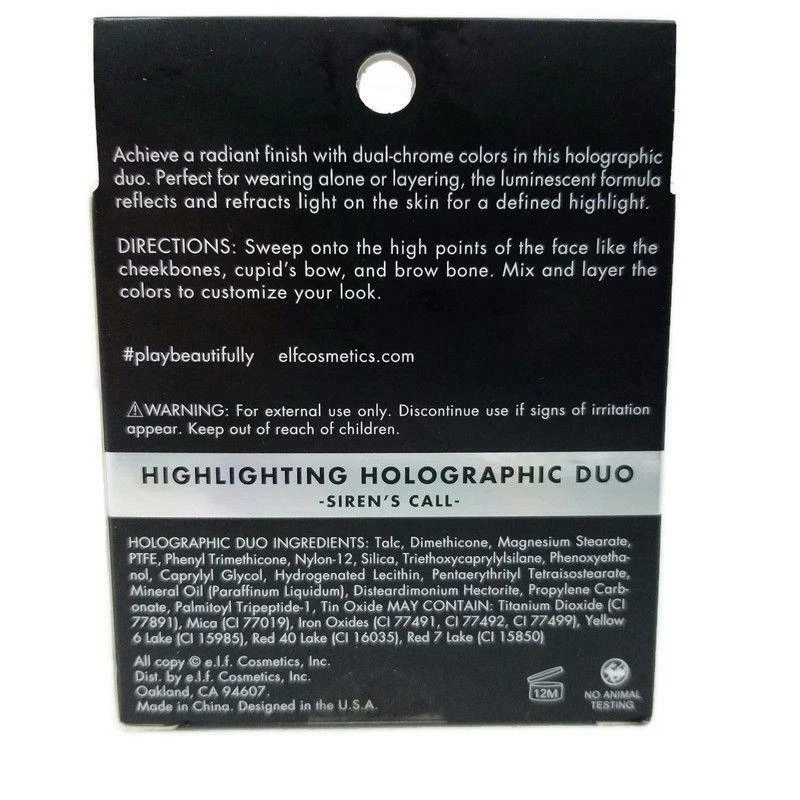 Achieve a radiant finish with dual-chrome colors in this holographic
duo. Perfect for wearing alone or layering, the luminescent formula
reflects and refracts light on the skin for a defined highlight.
DIRECTIONS: Sweep onto the high points of the face like the
cheekbones, cupid's bow, and brow bone. Mix and layer the
colors to customize your look.
#playbeautifully elfcosmetics.com
⚠WARNING: For external use only. Discontinue use if signs of irritation
appear. Keep out of reach of children.
HIGHLIGHTING HOLOGRAPHIC DUO
-SIREN'S CALL-
HOLOGRAPHIC DUO INGREDIENTS: Talc, Dimethicone, Magnesium Stearate,
PTFE, Phenyl Trimethicone, Nylon-12, Silica, Triethoxycaprylylsilane, Phenoxyetha-
nol, Caprylyl Glycol, Hydrogenated Lecithin, Pentaerythrityl Tetraisostearate,
Mineral Oil (Paraffinum Liquidum), Disteardimonium Hectorite, Propylene Carb-
onate, Palmitoyl Tripeptide-1, Tin Oxide MAY CONTAIN: Titanium Dioxide (CI
77891), Mica (CI 77019), Iron Oxides (CI 77491, CI 77492, CI 77499), Yellow
6 Lake (CI 15985), Red 40 Lake (CI 16035), Red 7 Lake (CI 15850)
All copy © e.l.f. Cosmetics, Inc.
Dist. by e.l.f. Cosmetics, Inc.
Oakland, CA 94607.
Made in China. Designed in the U.S.A.
12M
NO ANIMAL
TESTING